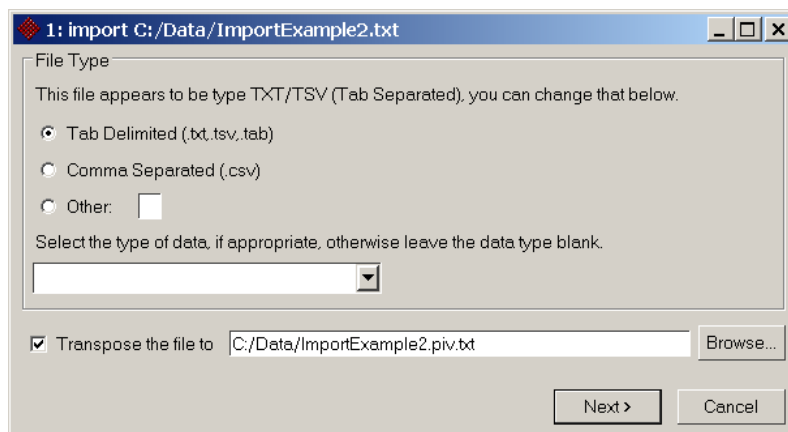 1: import C:/Data/ImportExample2.txt
File Type
This file appears to be type TXT/TSV (Tab Separated), you can change that below.
Tab Delimited (.txt,.tsv,.tab)
Comma Separated (.csv)
Other:
Select the type of data, if appropriate, otherwise leave the data type blank.
Transpose the file to C:/Data/ImportExample2.piv.txt Browse...
Next > Cancel